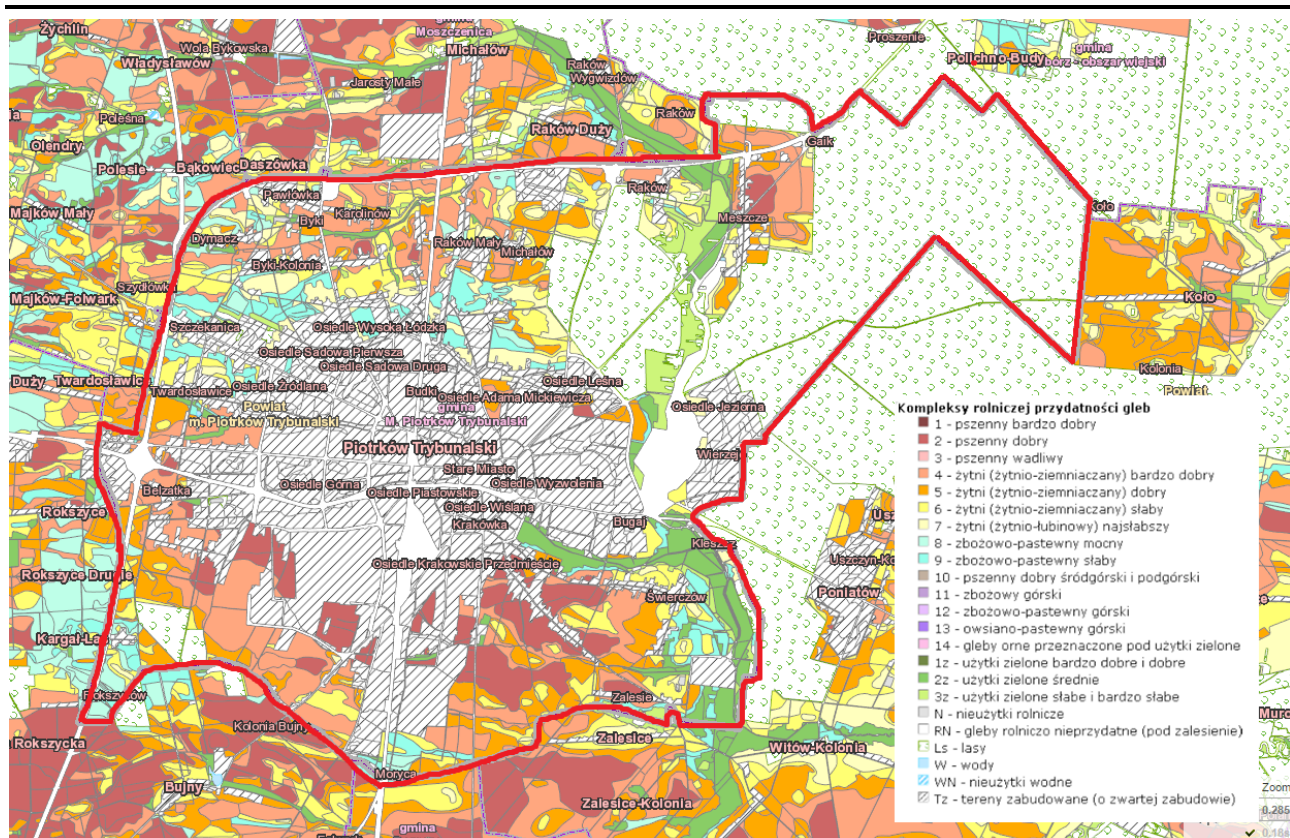 Żychlin
Wola Bykowska
Władysławów
gmina
Moszczenica
Michałów
Jarosty Małe
Raków
Wygwizdów
Proszenie
gmina
Polichno-Budy
bórz - obszar wiejski
Poleśna
Olendry
Polesie
Bąkowiec
Daszówka
Raków Duży
Raków
Gałk
Pawłówka
Byki
Karolinów
Raków
Majków Mały
Dymacz
Meszcze
Koło
Raków Mały
Michałów
Byki-Kolonia
Szydłówka
Majków-Folwark
Szczekanica
Koło
Osiedle Wysoka Łódzka
Osiedle Sadowa Pierwsza
Osiedle Sadowa Druga
Duży
Twardosławice
Twardosławice
Osiedle Źródlana
Budki
Osiedle Leśna
Osiedle Adama Mickiewicza
Kolonia
Powiat
Powiat
m. Piotrków Trybunalski
gmina
M. Piotrków Trybunalski
Osiedle Jeziorna
Piotrków Trybunalski
Wierzeje
Stare Miasto
Belzatka
Osiedle Górna
Osiedle Wyzwolenia
Osiedle Piastowskie
Osiedle Wiślana
Rokszyce
Krakówka
Bugaj
Kleszcz
Osiedle Krakowskie Przedmieście
Rokszyce Drugie
Świerczów
Uszczyn-Ko
Poniatów
Kargał-Las
Rokszyców
Zalesie
Kolonia Bujny
a Rokszycka
Zalesice
Witów-Kolonia
Moryca
Bujny
Zalesice-Kolonia
gmina
Kompleksy rolniczej przydatności gleb
1 - pszenny bardzo dobry
2 - pszenny dobry
3 - pszenny wadliwy
4 - żytni (żytnio-ziemniaczany) bardzo dobry
5 - żytni (żytnio-ziemniaczany) dobry
6 - żytni (żytnio-ziemniaczany) słaby
7 - żytni (żytnio-łubinowy) najsłabszy
8 - zbożowo-pastewny mocny
9 - zbożowo-pastewny słaby
10 - pszenny dobry śródgórski i podgórski
11 - zbożowy górski
12 - zbożowo-pastewny górski
13 - owsiano-pastewny górski
14 - gleby orne przeznaczone pod użytki zielone
1z - użytki zielone bardzo dobre i dobre
2z - użytki zielone średnie
3z - użytki zielone słabe i bardzo słabe
N - nieużytki rolnicze
RN - gleby rolniczo nieprzydatne (pod zalesienie)
Ls - lasy
W - wody
WN - nieużytki wodne
Tz - tereny zabudowane (o zwartej zabudowie)
Zoom
0.285